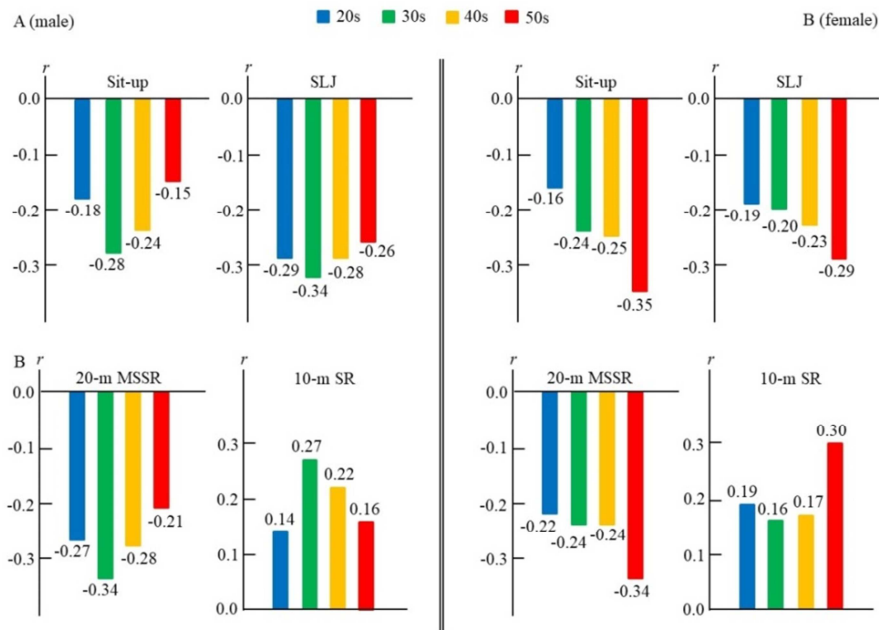 A (male) 20s 30s 40s 50s B (female)
r Sit-up r SLJ r Sit-up r SLJ
0.0 0.0 0.0 0.0
-0.1 -0.1 -0.1 -0.1
-0.15 -0.16
-0.18 -0.19
-0.2 -0.2 -0.2 -0.20 -0.2
-0.24 -0.26 -0.24 -0.25 -0.23
-0.28 -0.29 -0.28 -0.29
-0.3 -0.34 -0.3 -0.35 -0.3 -0.3
B r r r r
20-m MSSR 10-m SR 20-m MSSR 10-m SR
0.0 0.0
0.3 0.27 0.3 0.30
-0.1 0.22 -0.1
0.2 0.2 0.19
0.14 0.16 0.16 0.17
-0.2 -0.21 -0.2 -0.22
0.1 -0.24 -0.24 0.1
-0.3 -0.27 -0.28 -0.3
-0.34 0.0 -0.34 0.0